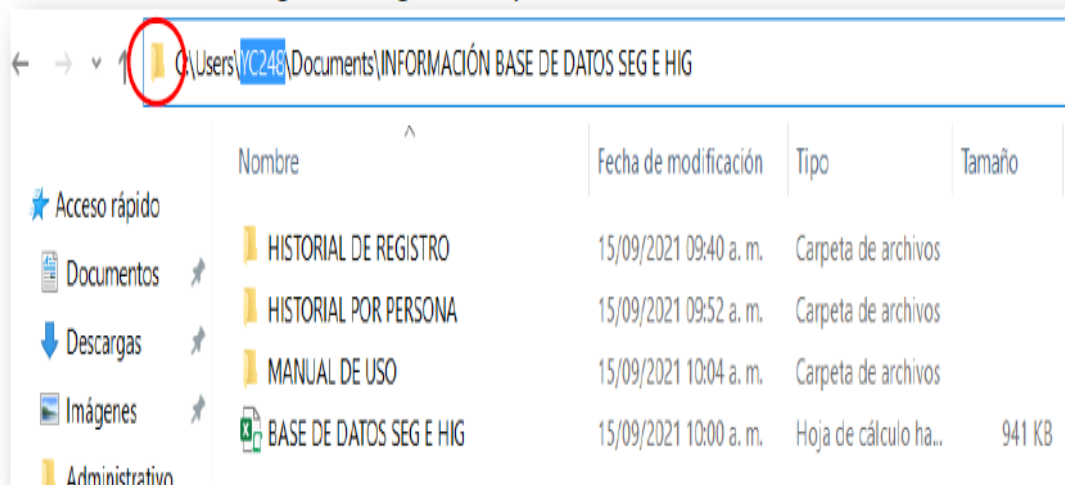 C:\Users\YC248\Documents\INFORMACIÓN BASE DE DATOS SEG E HIG
Nombre Fecha de modificación Tipo Tamaño
Acceso rápido
Documentos
Descargas
Imágenes
Administrativo
HISTORIAL DE REGISTRO 15/09/2021 09:40 a. m. Carpeta de archivos
HISTORIAL POR PERSONA 15/09/2021 09:52 a. m. Carpeta de archivos
MANUAL DE USO 15/09/2021 10:04 a. m. Carpeta de archivos
BASE DE DATOS SEG E HIG 15/09/2021 10:00 a. m. Hoja de cálculo ha... 941 KB